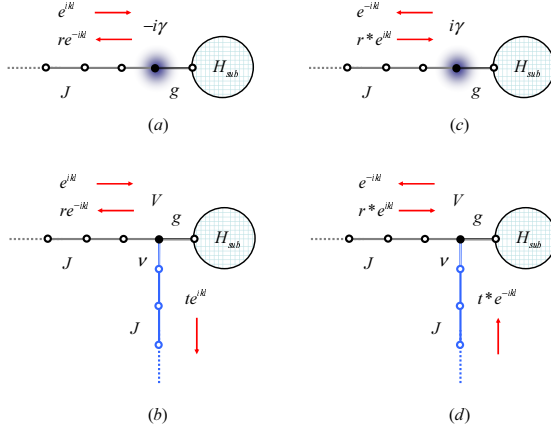 e^{ikl}
re^{-ikl}
-iγ
J
g
H_{sub}
(a)
e^{-ikl}
r*e^{ikl}
iγ
J
g
H_{sub}
(c)
e^{ikl}
re^{-ikl}
V
g
H_{sub}
J
ν
J
te^{ikl}
(b)
e^{-ikl}
r*e^{ikl}
V
g
H_{sub}
J
ν
J
t*e^{-ikl}
(d)